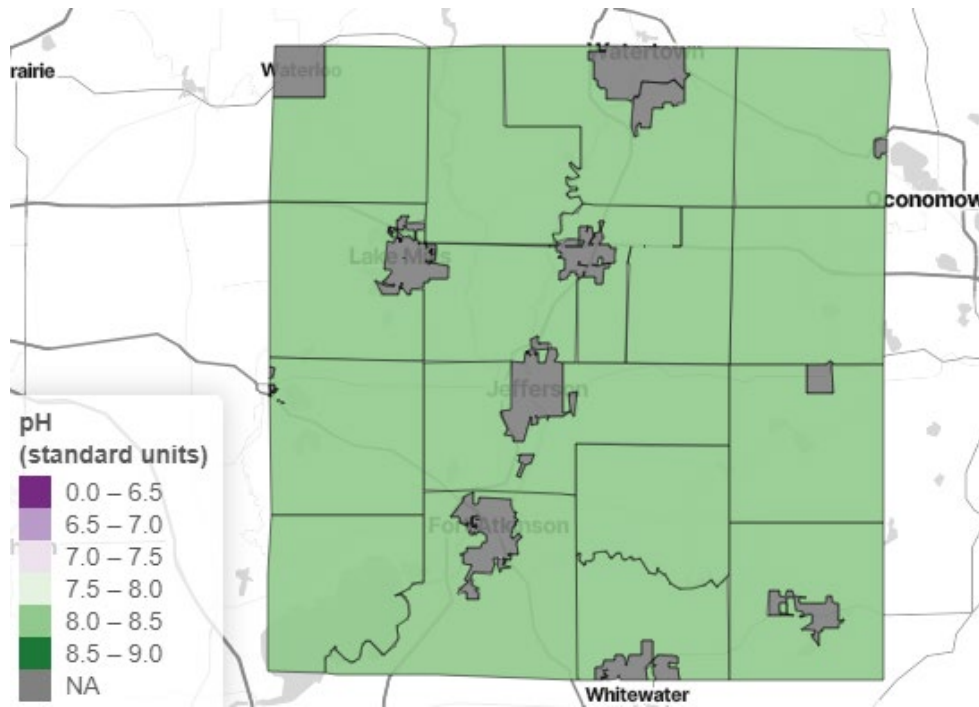 Watertown
rairie
Waterloo
Oconomow
Lake Mills
Jefferson
pH
(standard units)
0.0 – 6.5
6.5 – 7.0
7.0 – 7.5
7.5 – 8.0
8.0 – 8.5
8.5 – 9.0
NA
Fort Atkinson
Whitewater